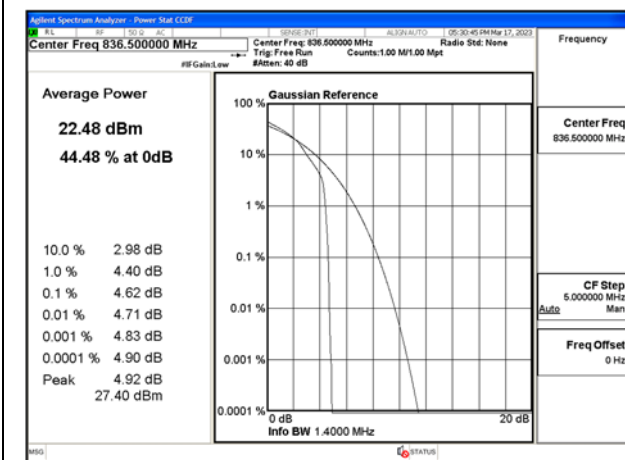 Agilent Spectrum Analyzer - Power Stat CCDF
RL RF 50 Ω AC SENSE:INT ALIGN AUTO 05:30:45 PM Mar 17, 2023
Center Freq 836.500000 MHz
Center Freq: 836.500000 MHz Radio Std: None
Trig: Free Run Counts:1.00 M/1.00 Mpt
#IFGain:Low #Atten: 40 dB
Frequency
Average Power
22.48 dBm
44.48 % at 0dB
10.0 % 2.98 dB
1.0 % 4.40 dB
0.1 % 4.62 dB
0.01 % 4.71 dB
0.001 % 4.83 dB
0.0001 % 4.90 dB
Peak 4.92 dB
27.40 dBm
Gaussian Reference
100 %
10 %
1 %
0.1 %
0.01 %
0.001 %
0.0001 %
0 dB 20 dB
Info BW 1.4000 MHz
Center Freq
836.500000 MHz
CF Step
5.000000 MHz
Auto Man
Freq Offset
0 Hz
MSG STATUS